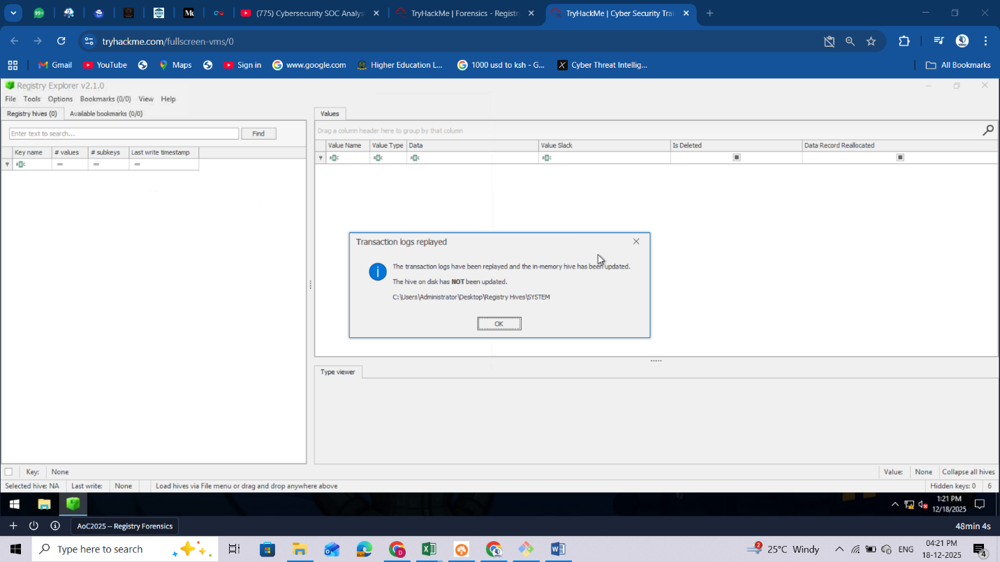 99+
(775) Cybersecurity SOC Analys
TryHackMe | Forensics - Registry
TryHackMe | Cyber Security Trai
tryhackme.com/fullscreen-vms/0
Gmail
YouTube
Maps
Sign in
www.google.com
Higher Education L...
1000 usd to ksh - G...
Cyber Threat Intellig...
All Bookmarks
Registry Explorer v2.1.0
File Tools Options Bookmarks (0/0) View Help
Registry hives (0) Available bookmarks (0/0)
Values
Enter text to search...
Find
Drag a column header here to group by that column
Key name # values # subkeys Last write timestamp
Value Name Value Type Data Value Slack Is Deleted Data Record Reallocated
Transaction logs replayed
The transaction logs have been replayed and the in-memory hive has been updated.
The hive on disk has NOT been updated.
C:\Users\Administrator\Desktop\Registry Hives\SYSTEM
OK
Type viewer
Key: None
Value: None Collapse all hives
Selected hive: NA Last write: None Load hives via File menu or drag and drop anywhere above
Hidden keys: 0 6
1:21 PM
12/18/2025
AoC2025 -- Registry Forensics
48min 4s
Type here to search
2
25°C Windy
ENG
04:21 PM
18-12-2025
4